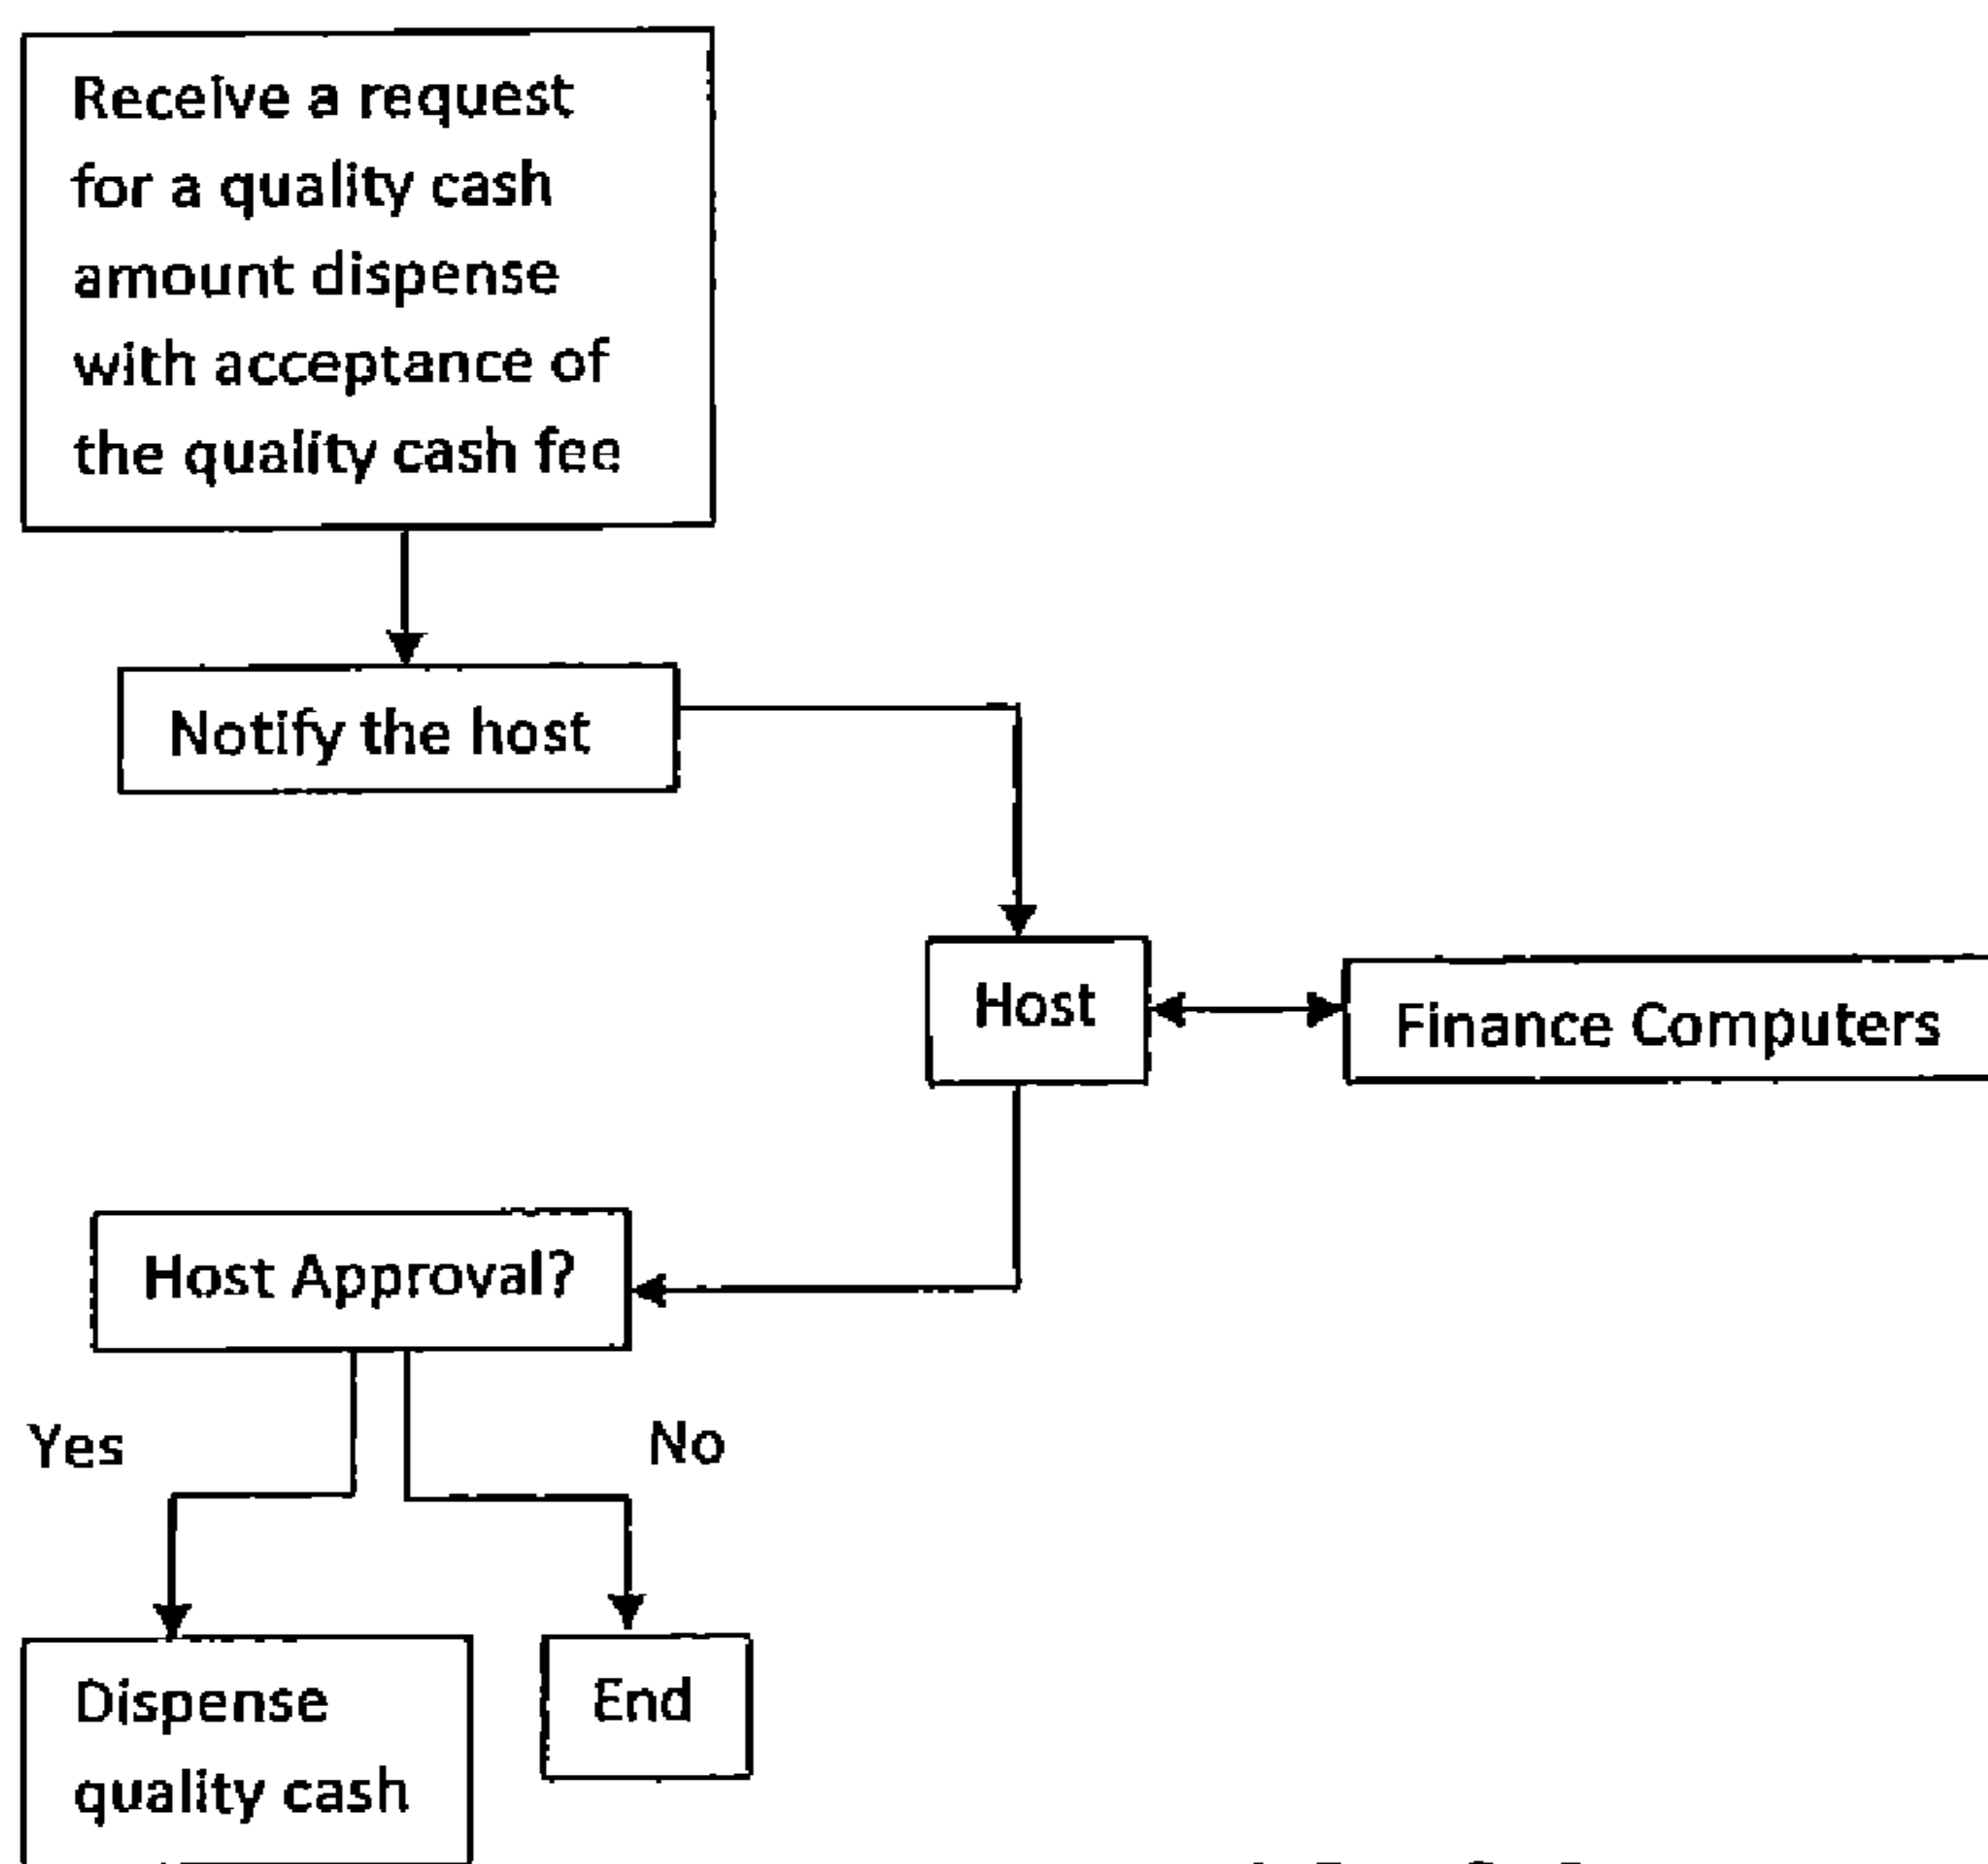 Receive a request
for a quality cash
amount dispense
with acceptance of
the quality cash fee
Notify the host
Host
Finance Computers
Host Approval?
Yes
No
Dispense
quality cash
End